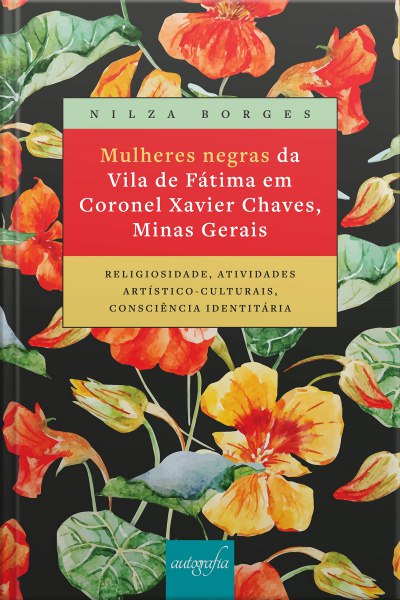 NILZA BORGES
Mulheres negras da
Vila de Fátima em
Coronel Xavier Chaves,
Minas Gerais
RELIGIOSIDADE, ATIVIDADES
ARTÍSTICO-CULTURAIS,
CONSCIÊNCIA IDENTITÁRIA
autografia